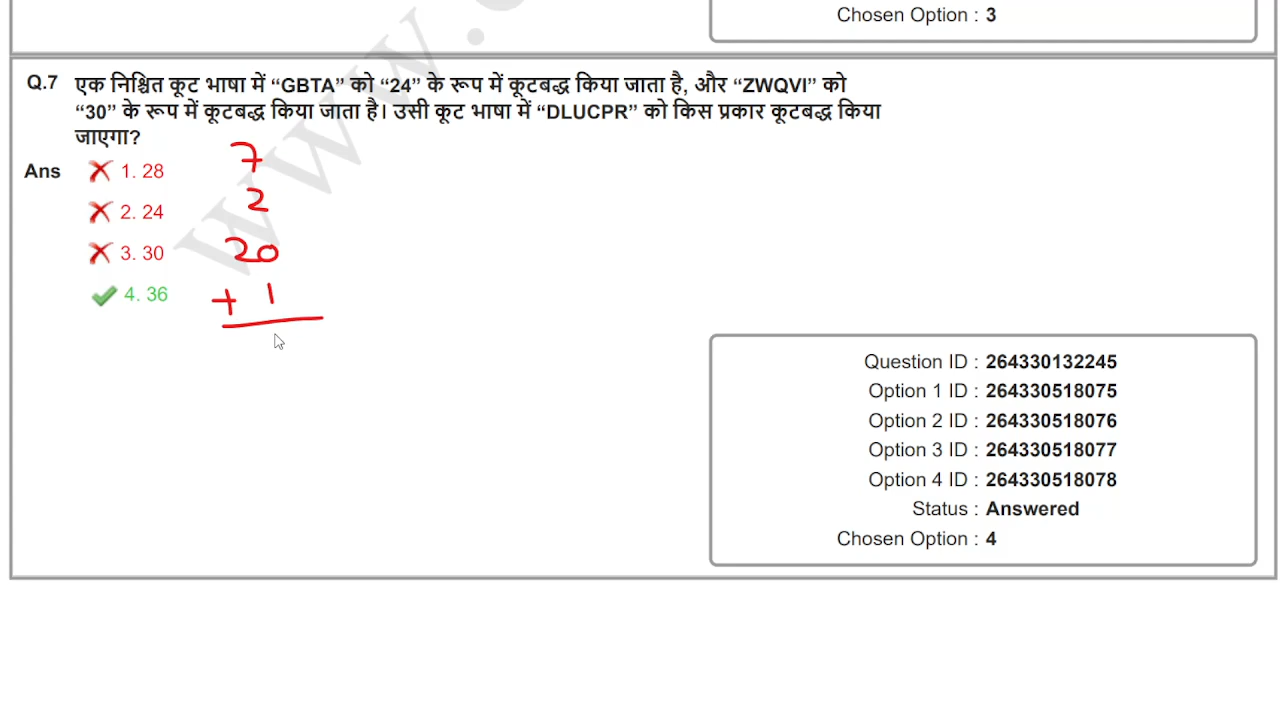 Chosen Option : 3
Q.7 एक निश्चित कूट भाषा में “GBTA” को “24” के रूप में कूटबद्ध किया जाता है, और “ZWQVI” को
“30” के रूप में कूटबद्ध किया जाता है। उसी कूट भाषा में “DLUCPR” को किस प्रकार कूटबद्ध किया
जाएगा?
Ans 1. 28
2. 24
3. 30
4. 36
7
2
20
+ 1
Question ID : 264330132245
Option 1 ID : 264330518075
Option 2 ID : 264330518076
Option 3 ID : 264330518077
Option 4 ID : 264330518078
Status : Answered
Chosen Option : 4
www.